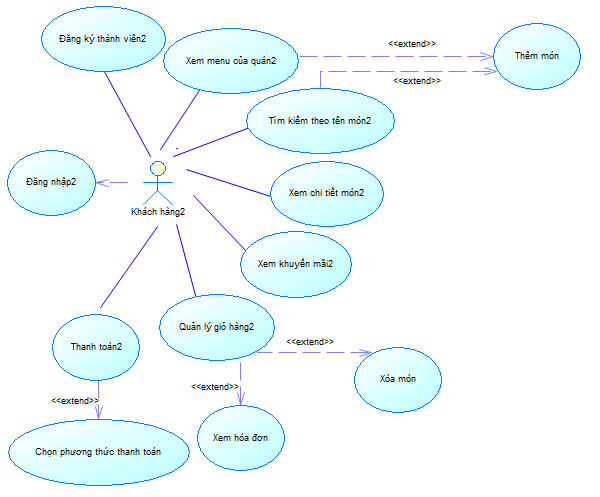 Đăng ký thành viên2
Xem menu của quán2
<<extend>>
Thêm món
<<extend>>
Tìm kiếm theo tên món2
Đăng nhập2
Xem chi tiết món2
Khách hàng2
Xem khuyến mãi2
Quản lý giỏ hàng2
Thanh toán2
<<extend>>
Xóa món
<<extend>>
<<extend>>
Xem hóa đơn
Chọn phương thức thanh toán